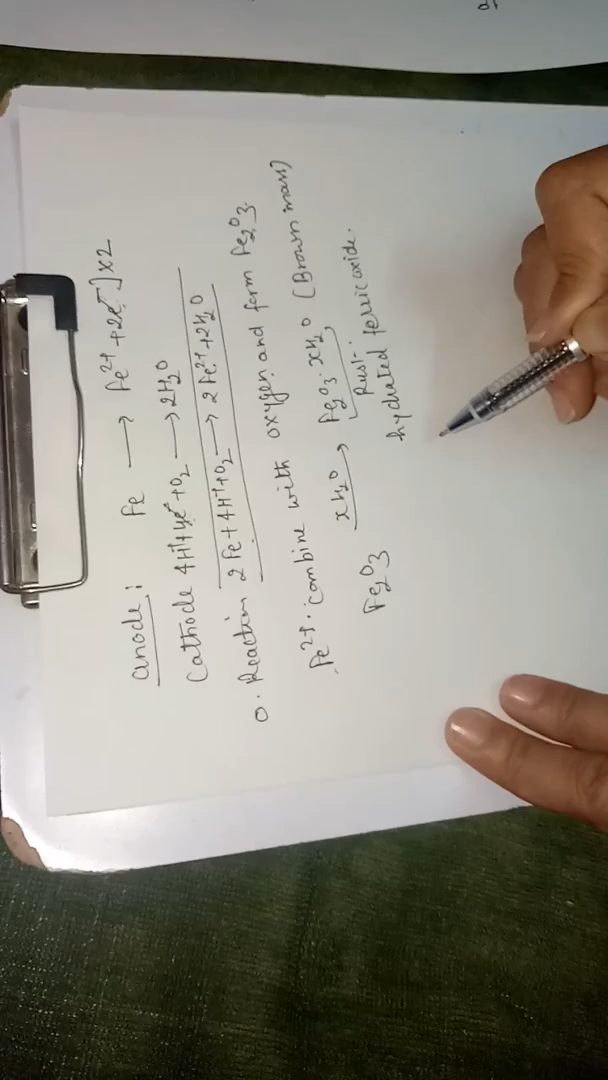 anode: Fe ⟶ Fe²⁺ + 2e⁻]×2
Cathode 4H⁺+4e⁻+O₂ ⟶ 2H₂O
O. Reaction 2Fe+4H⁺+O₂ ⟶ 2Fe²⁺+2H₂O
Fe²⁺. combine with oxygen and form Fe₂O₃.
xH₂O
Fe₂O₃ ⟶ Fe₂O₃.xH₂O (Brown mass)
Rust.
hydrated ferric oxide.